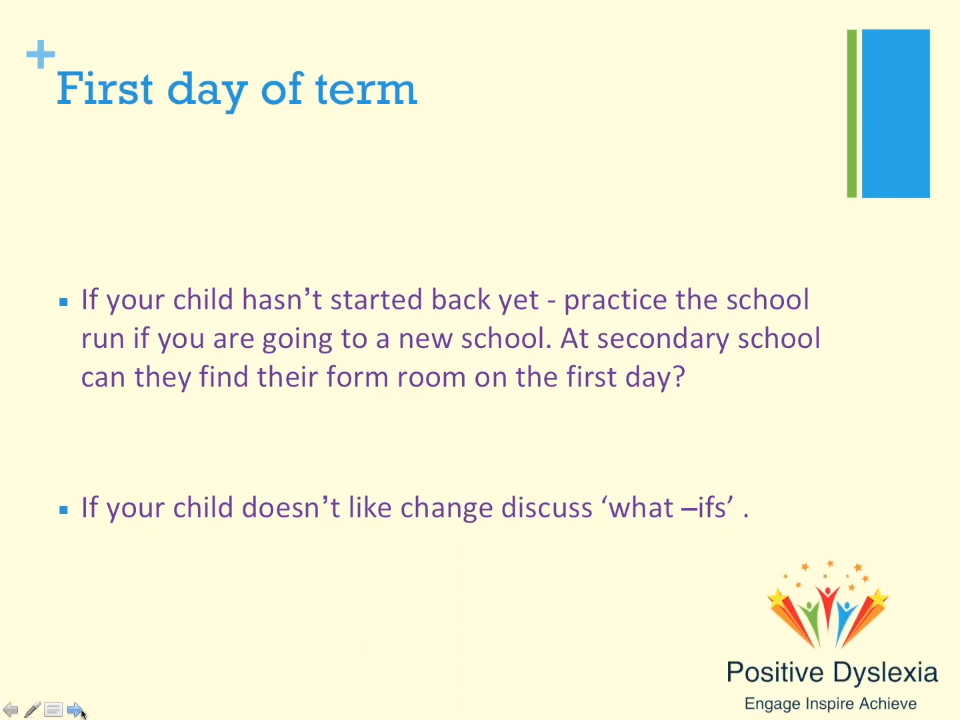 +
First day of term
▪ If your child hasn’t started back yet - practice the school
run if you are going to a new school. At secondary school
can they find their form room on the first day?
▪ If your child doesn’t like change discuss ‘what –ifs’ .
Positive Dyslexia
Engage Inspire Achieve